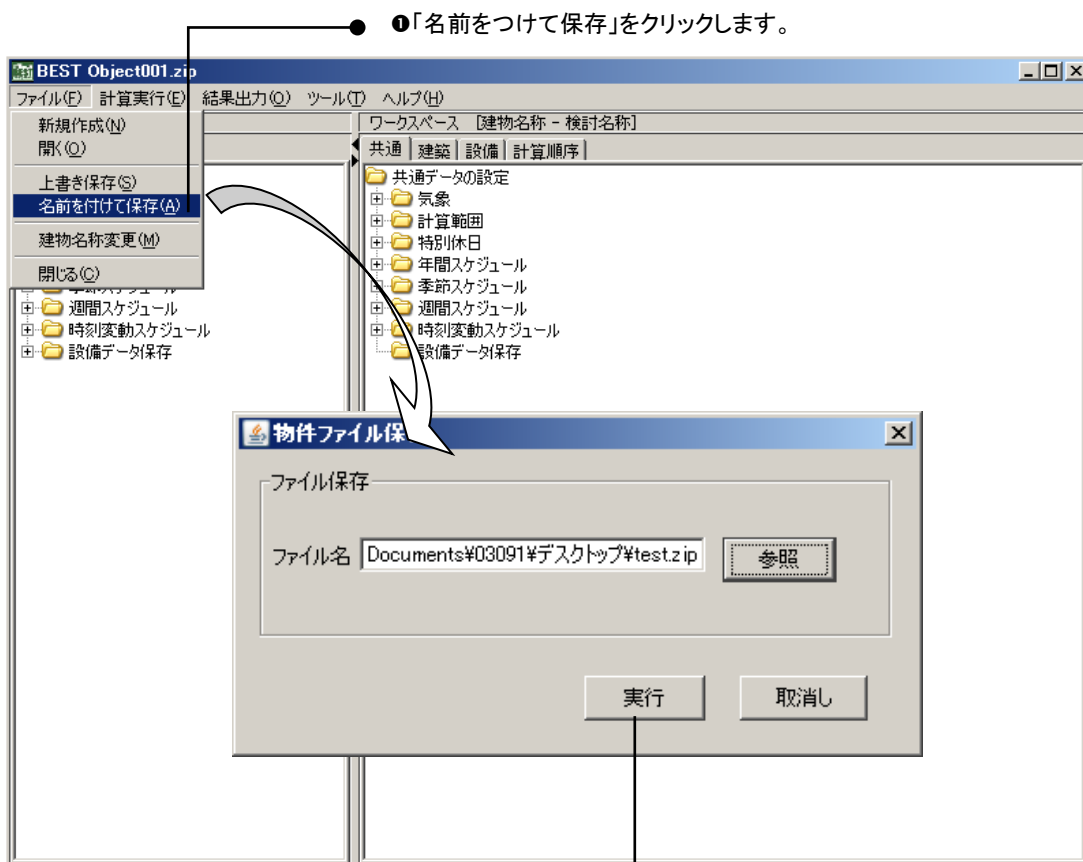 ❶「名前をつけて保存」をクリックします。
BEST Object001.zip
ファイル(F) 計算実行(E) 結果出力(O) ツール(T) ヘルプ(H)
新規作成(N)
開く(O)
上書き保存(S)
名前を付けて保存(A)
建物名称変更(M)
閉じる(C)
季節スケジュール
週間スケジュール
時刻変動スケジュール
設備データ保存
ワークスペース [建物名称 - 検討名称]
共通 建築 設備 計算順序
共通データの設定
気象
計算範囲
特別休日
年間スケジュール
季節スケジュール
週間スケジュール
時刻変動スケジュール
設備データ保存
物件ファイル保
ファイル保存
ファイル名 Documents¥03091¥デスクトップ¥test.zip 参照
実行 取消し